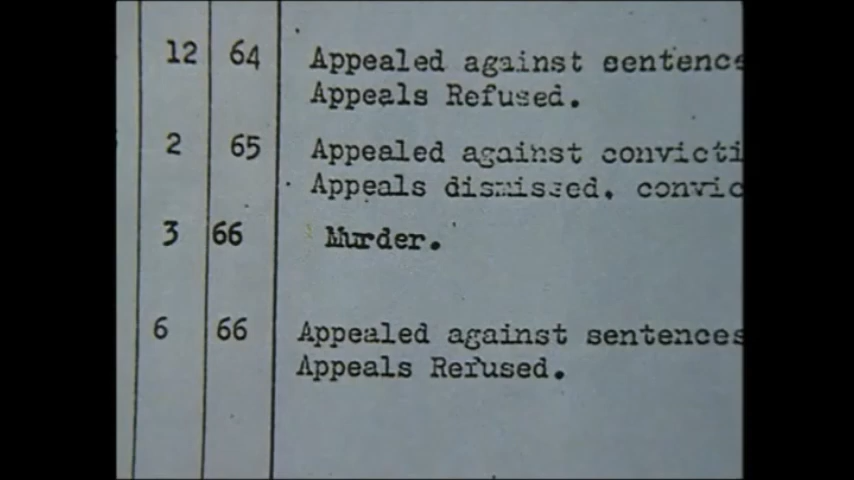 12 64 Appealed against sentence
Appeals Refused.
2 65 Appealed against convicti
Appeals dismissed, convic
3 66 Murder.
6 66 Appealed against sentences
Appeals Refused.